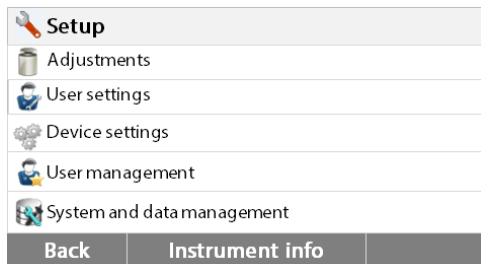 Setup
Adjustments
User settings
Device settings
User management
System and data management
Back Instrument info